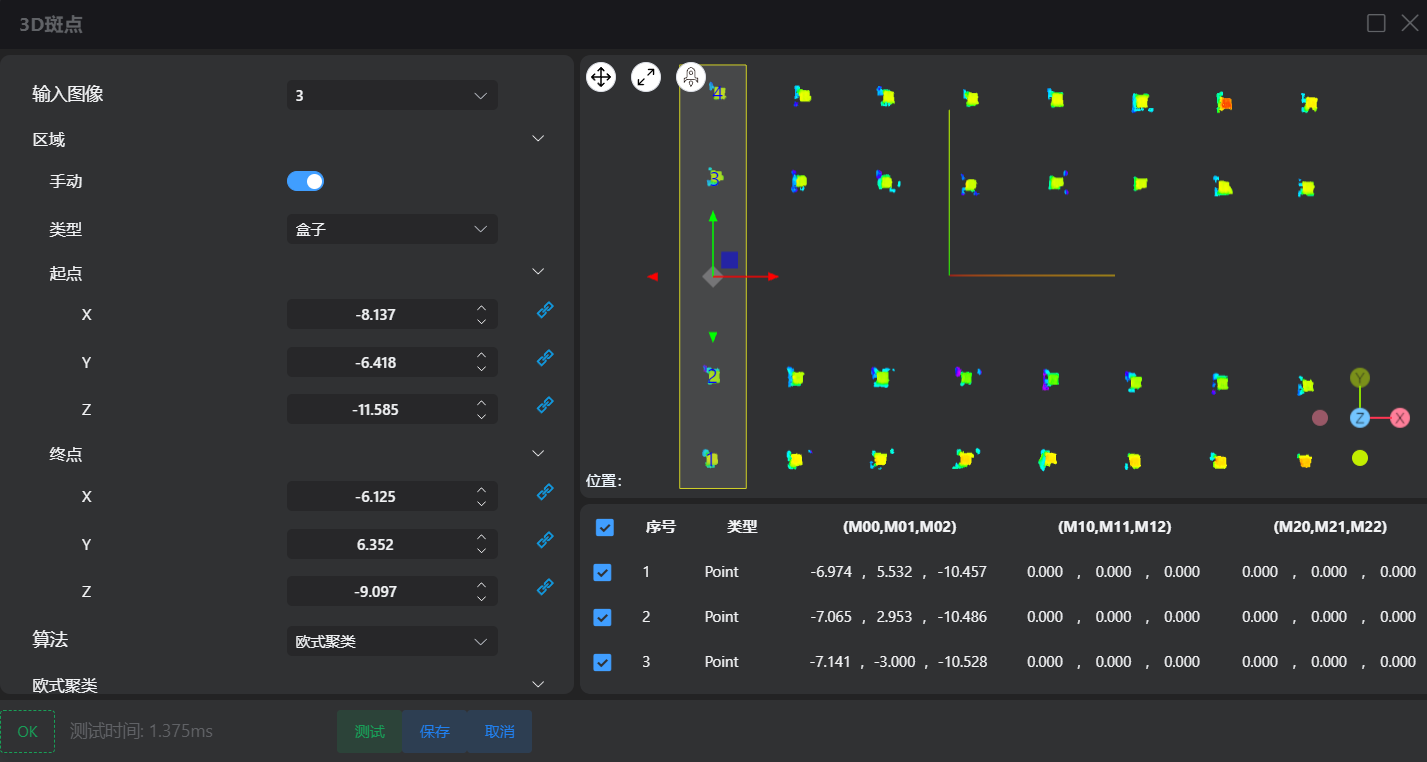 3D斑点
输入图像 3
区域
手动
类型 盒子
起点
X -8.137
Y -6.418
Z -11.585
终点
X -6.125
Y 6.352
Z -9.097
算法 欧式聚类
欧式聚类
4
3
2
1
位置:
Y
Z X
序号 类型 (M00,M01,M02) (M10,M11,M12) (M20,M21,M22)
1 Point -6.974 , 5.532 , -10.457 0.000 , 0.000 , 0.000 0.000 , 0.000 , 0.000
2 Point -7.065 , 2.953 , -10.486 0.000 , 0.000 , 0.000 0.000 , 0.000 , 0.000
3 Point -7.141 , -3.000 , -10.528 0.000 , 0.000 , 0.000 0.000 , 0.000 , 0.000
OK 测试时间: 1.375ms 测试 保存 取消